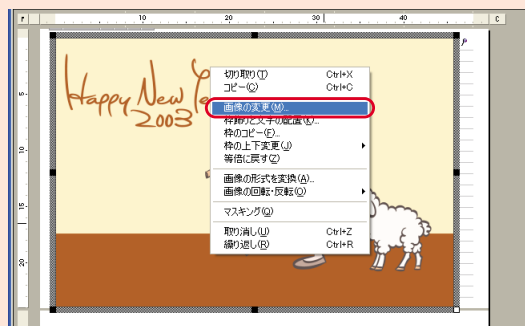 10 20 30 40 C
Happy New Ye
2003
切り取り(T) Ctrl+X
コピー(C) Ctrl+C
画像の変更(M)...
枠飾りと文字の配置(K)...
枠のコピー(F)...
枠の上下変更(J)
等倍に戻す(Z)
画像の形式を変換(A)...
画像の回転・反転(O)
マスキング(Q)
取り消し(U) Ctrl+Z
繰り返し(R) Ctrl+R